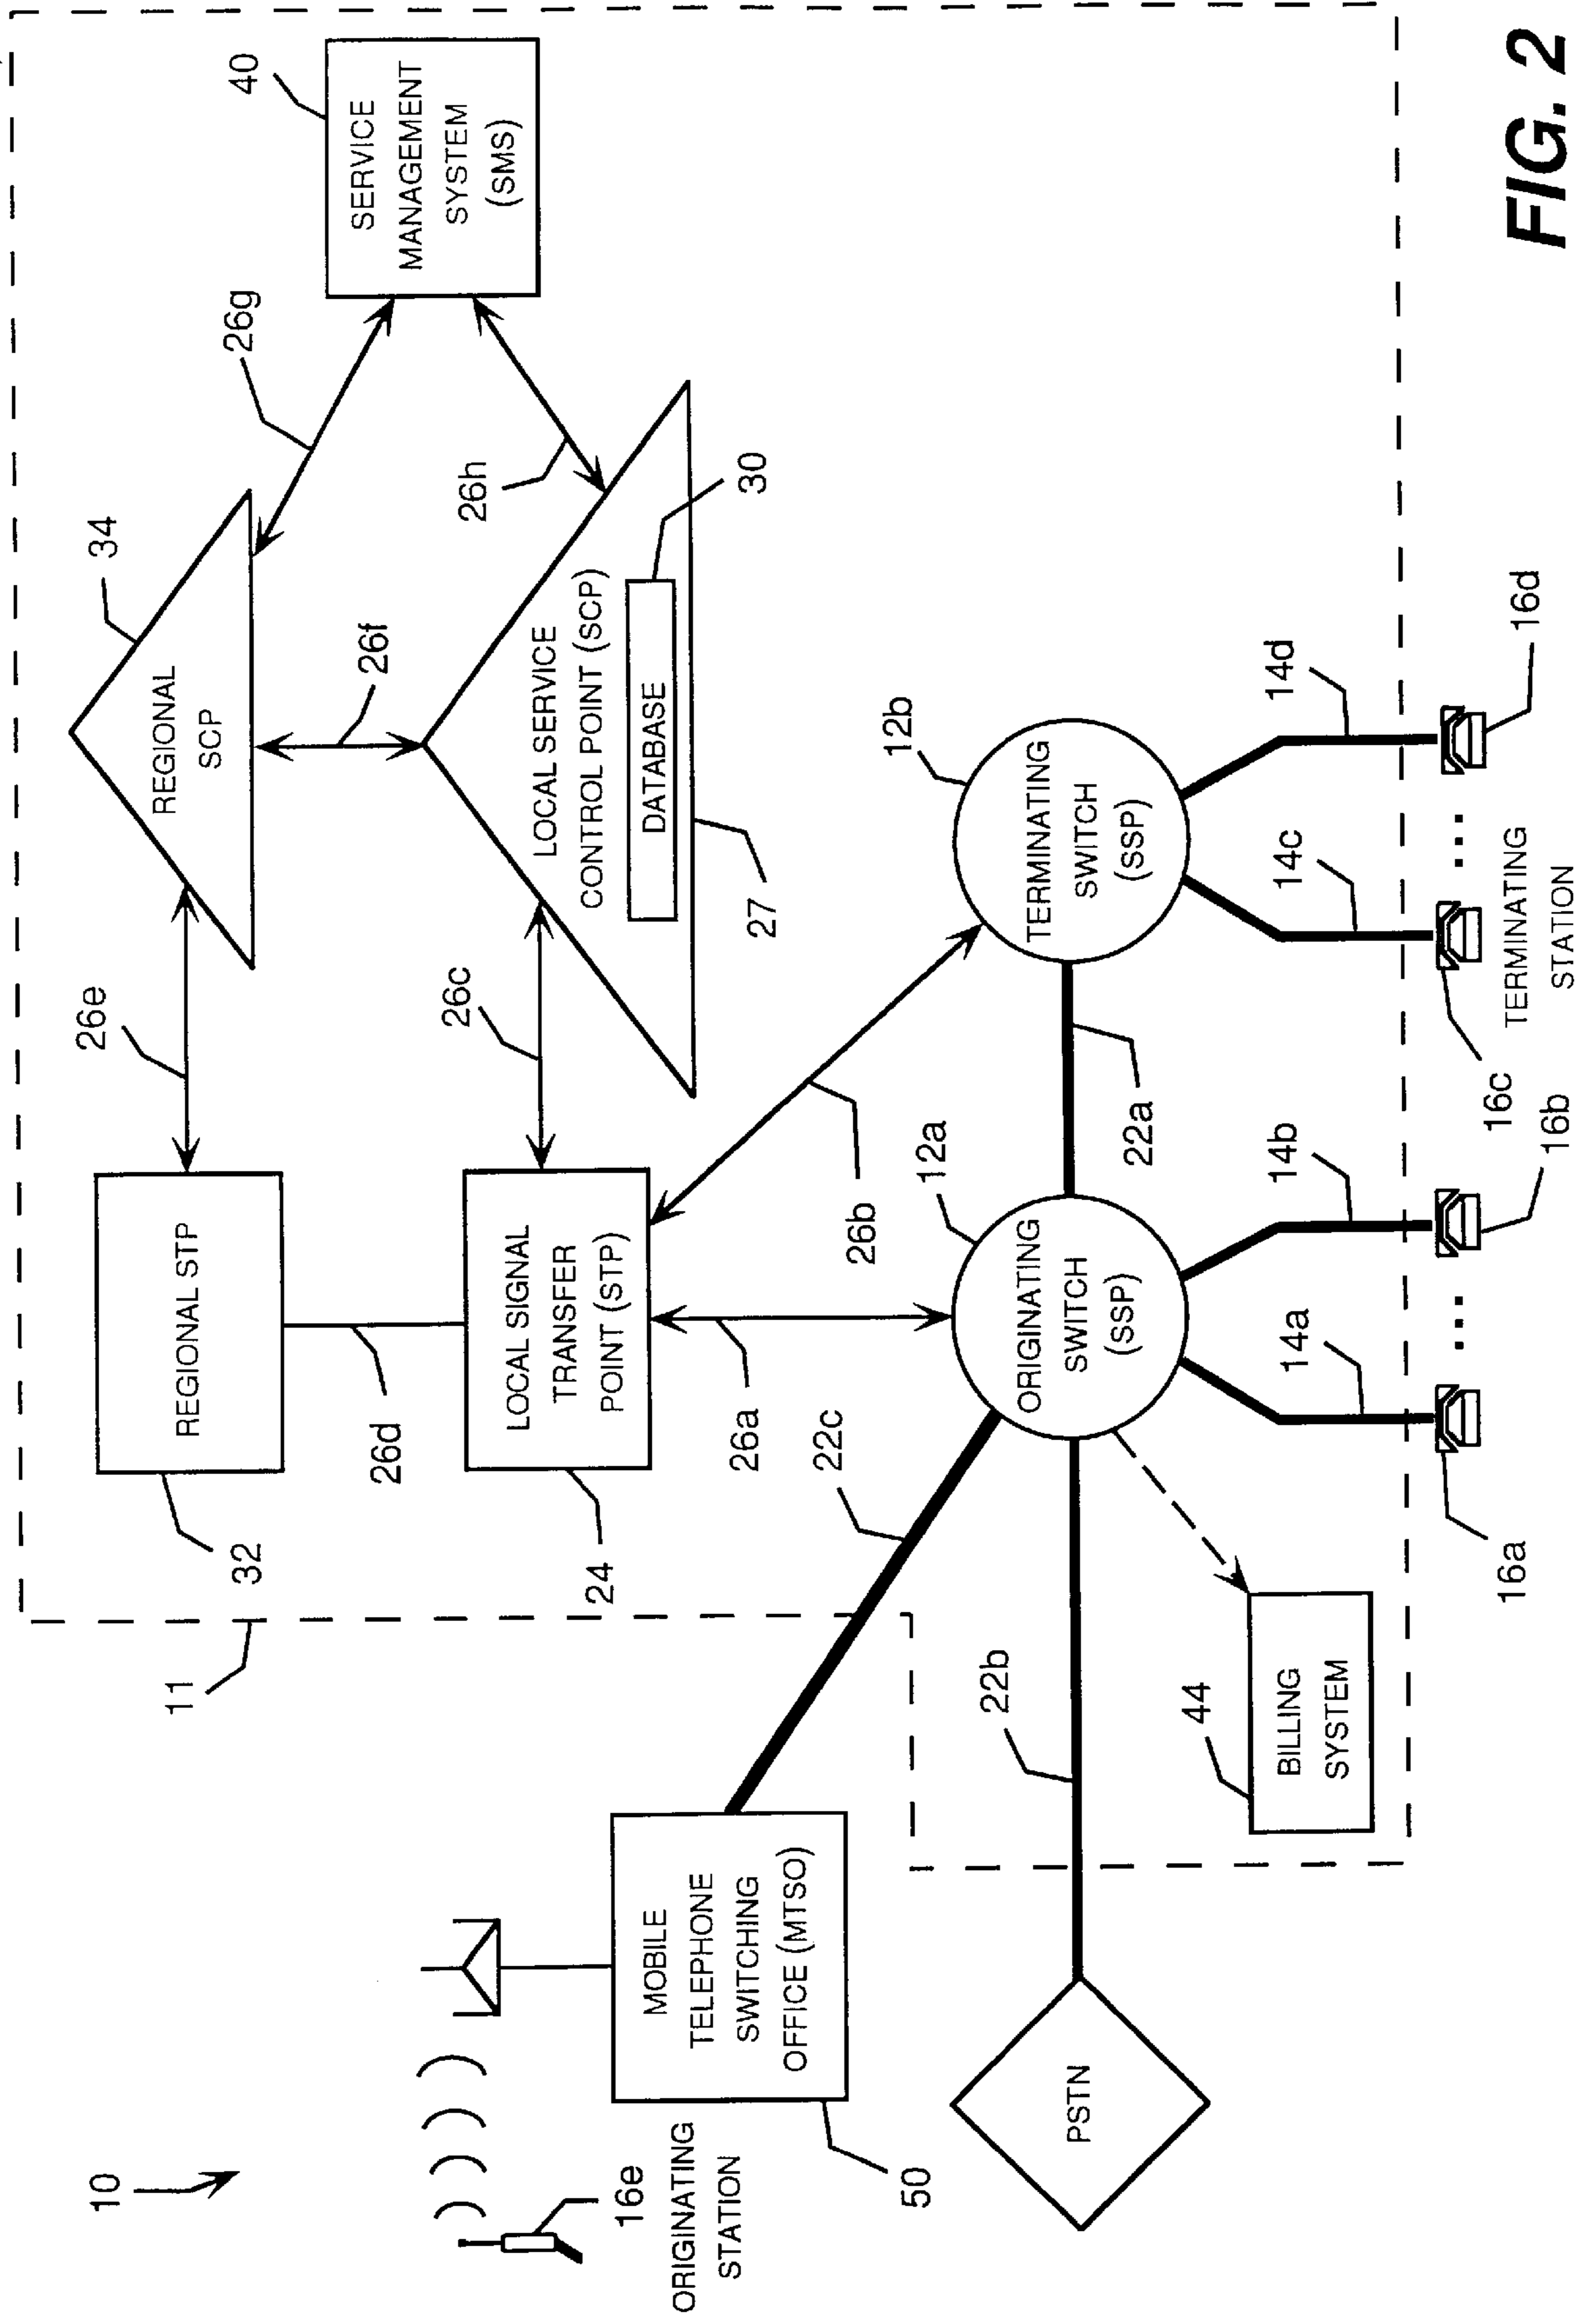 10
11
REGIONAL STP
32
26e
REGIONAL
SCP
34
26g
SERVICE
MANAGEMENT
SYSTEM
(SMS)
40
26d
26f
26h
LOCAL SIGNAL
TRANSFER
POINT (STP)
24
26c
LOCAL SERVICE
CONTROL POINT (SCP)
DATABASE
30
27
16e
ORIGINATING
STATION
MOBILE
TELEPHONE
SWITCHING
OFFICE (MTSO)
50
22c
26a
26b
12a
ORIGINATING
SWITCH
(SSP)
22a
12b
TERMINATING
SWITCH
(SSP)
PSTN
22b
44
BILLING
SYSTEM
14a
14b
14c
14d
16a
...
16b
16c
...
16d
TERMINATING
STATION
FIG. 2